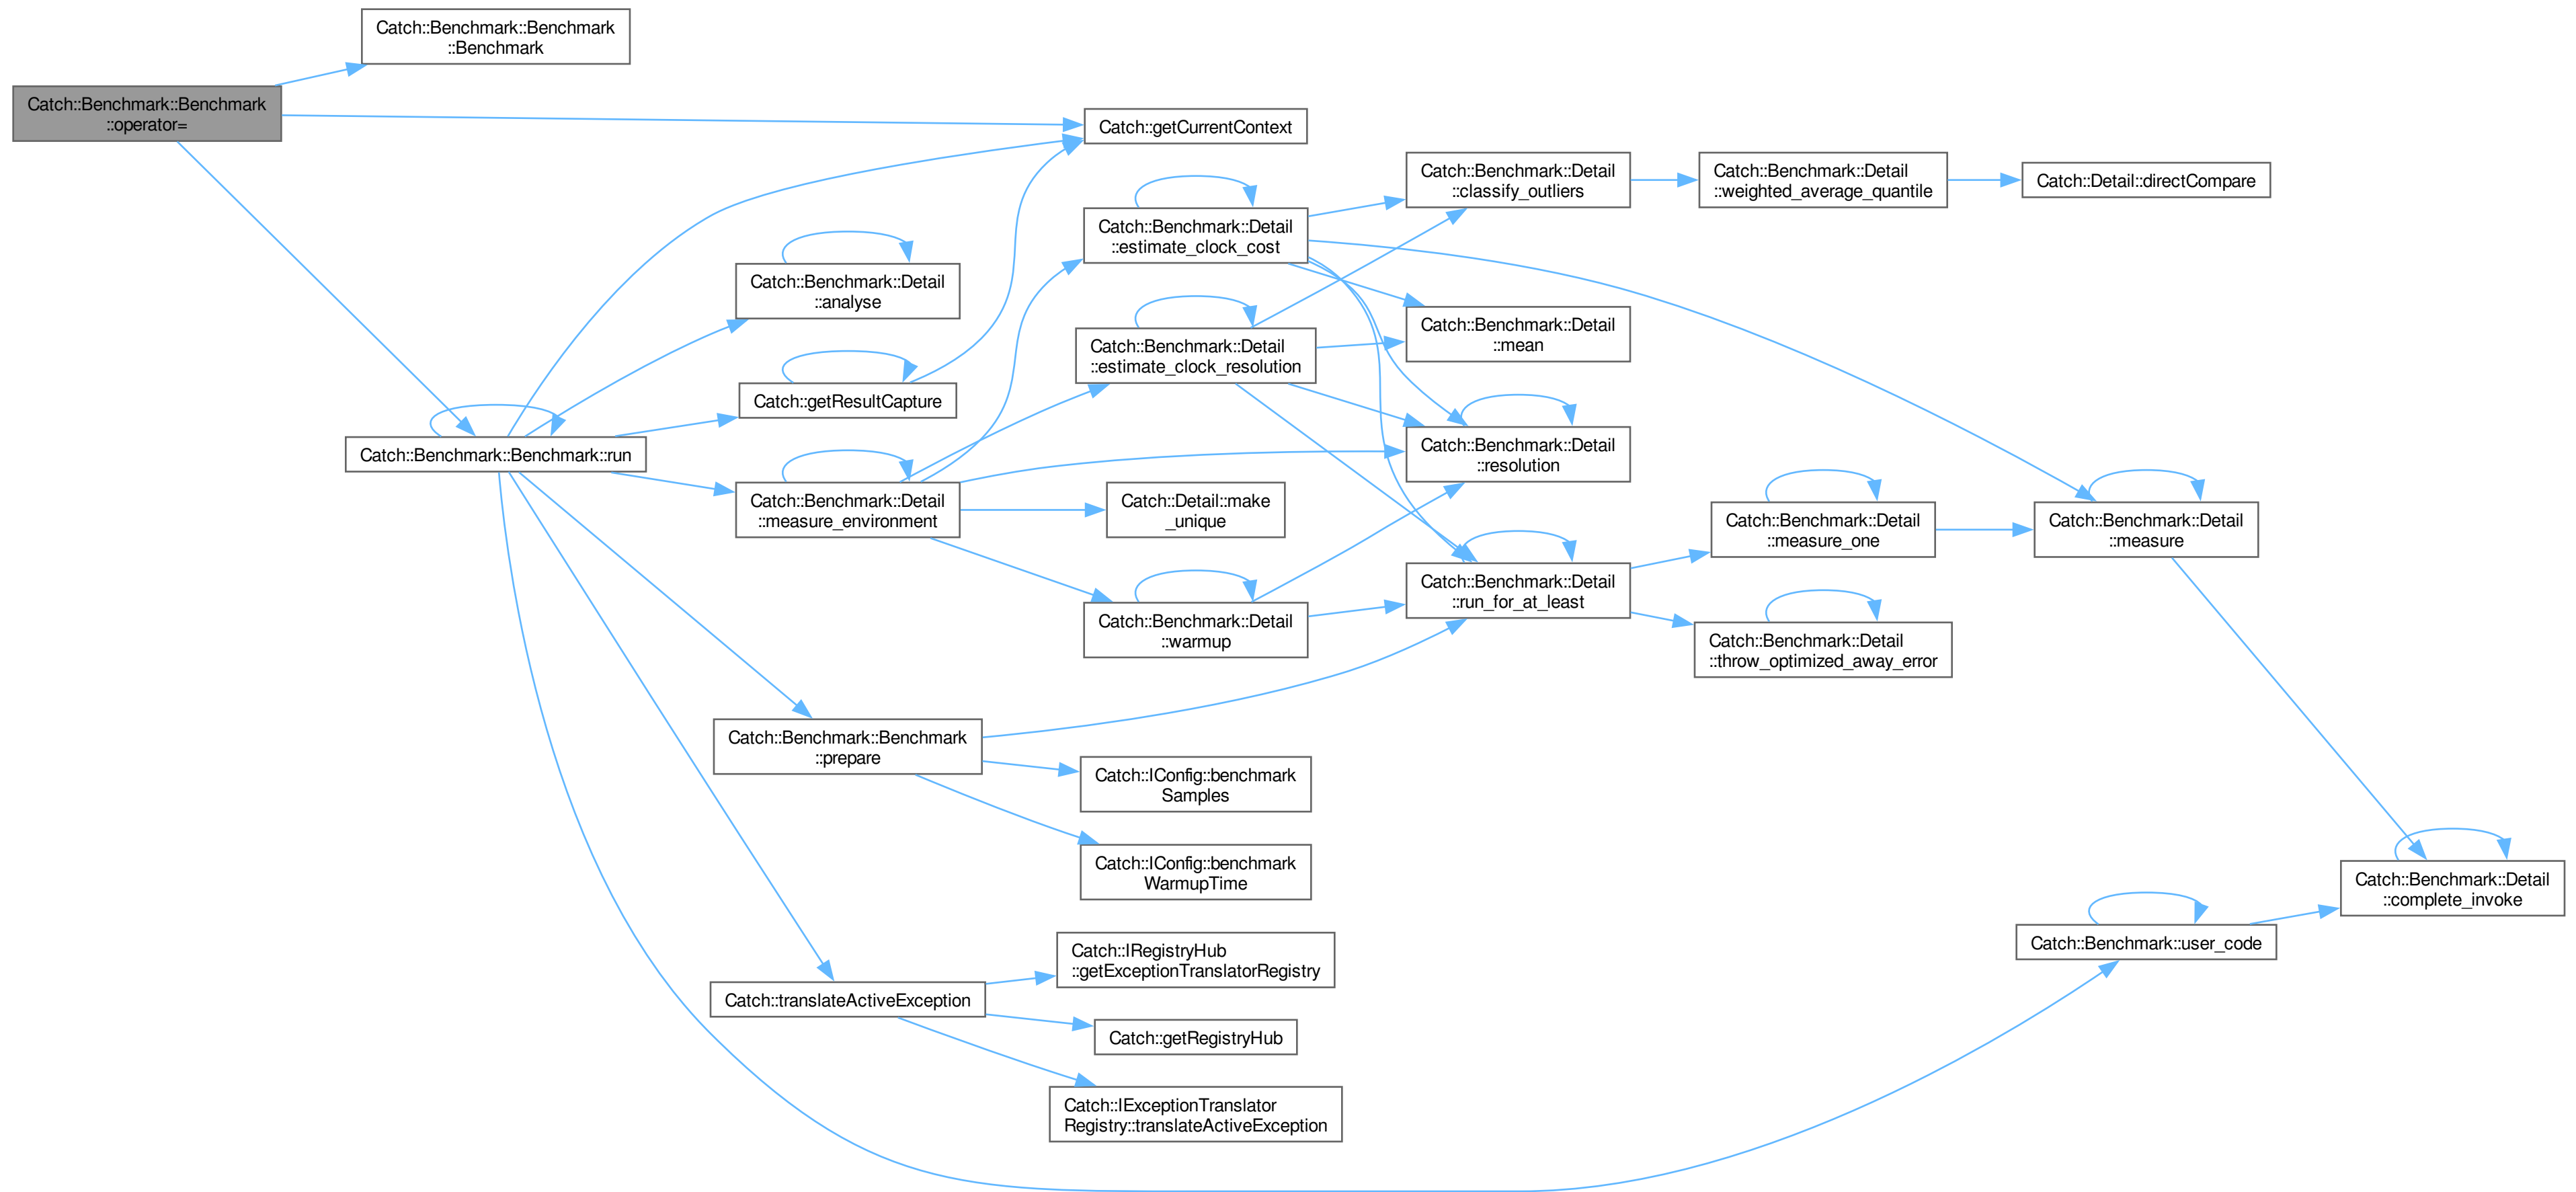 Catch::Benchmark::Benchmark
::Benchmark
Catch::Benchmark::Benchmark
::operator=
Catch::getCurrentContext
Catch::Benchmark::Detail
::classify_outliers
Catch::Benchmark::Detail
::weighted_average_quantile
Catch::Detail::directCompare
Catch::Benchmark::Detail
::estimate_clock_cost
Catch::Benchmark::Detail
::analyse
Catch::Benchmark::Detail
::mean
Catch::Benchmark::Detail
::estimate_clock_resolution
Catch::getResultCapture
Catch::Benchmark::Benchmark::run
Catch::Benchmark::Detail
::resolution
Catch::Benchmark::Detail
::measure_environment
Catch::Detail::make
_unique
Catch::Benchmark::Detail
::measure_one
Catch::Benchmark::Detail
::measure
Catch::Benchmark::Detail
::run_for_at_least
Catch::Benchmark::Detail
::warmup
Catch::Benchmark::Detail
::throw_optimized_away_error
Catch::Benchmark::Benchmark
::prepare
Catch::IConfig::benchmark
Samples
Catch::IConfig::benchmark
WarmupTime
Catch::Benchmark::Detail
::complete_invoke
Catch::Benchmark::user_code
Catch::IRegistryHub
::getExceptionTranslatorRegistry
Catch::translateActiveException
Catch::getRegistryHub
Catch::IExceptionTranslator
Registry::translateActiveException